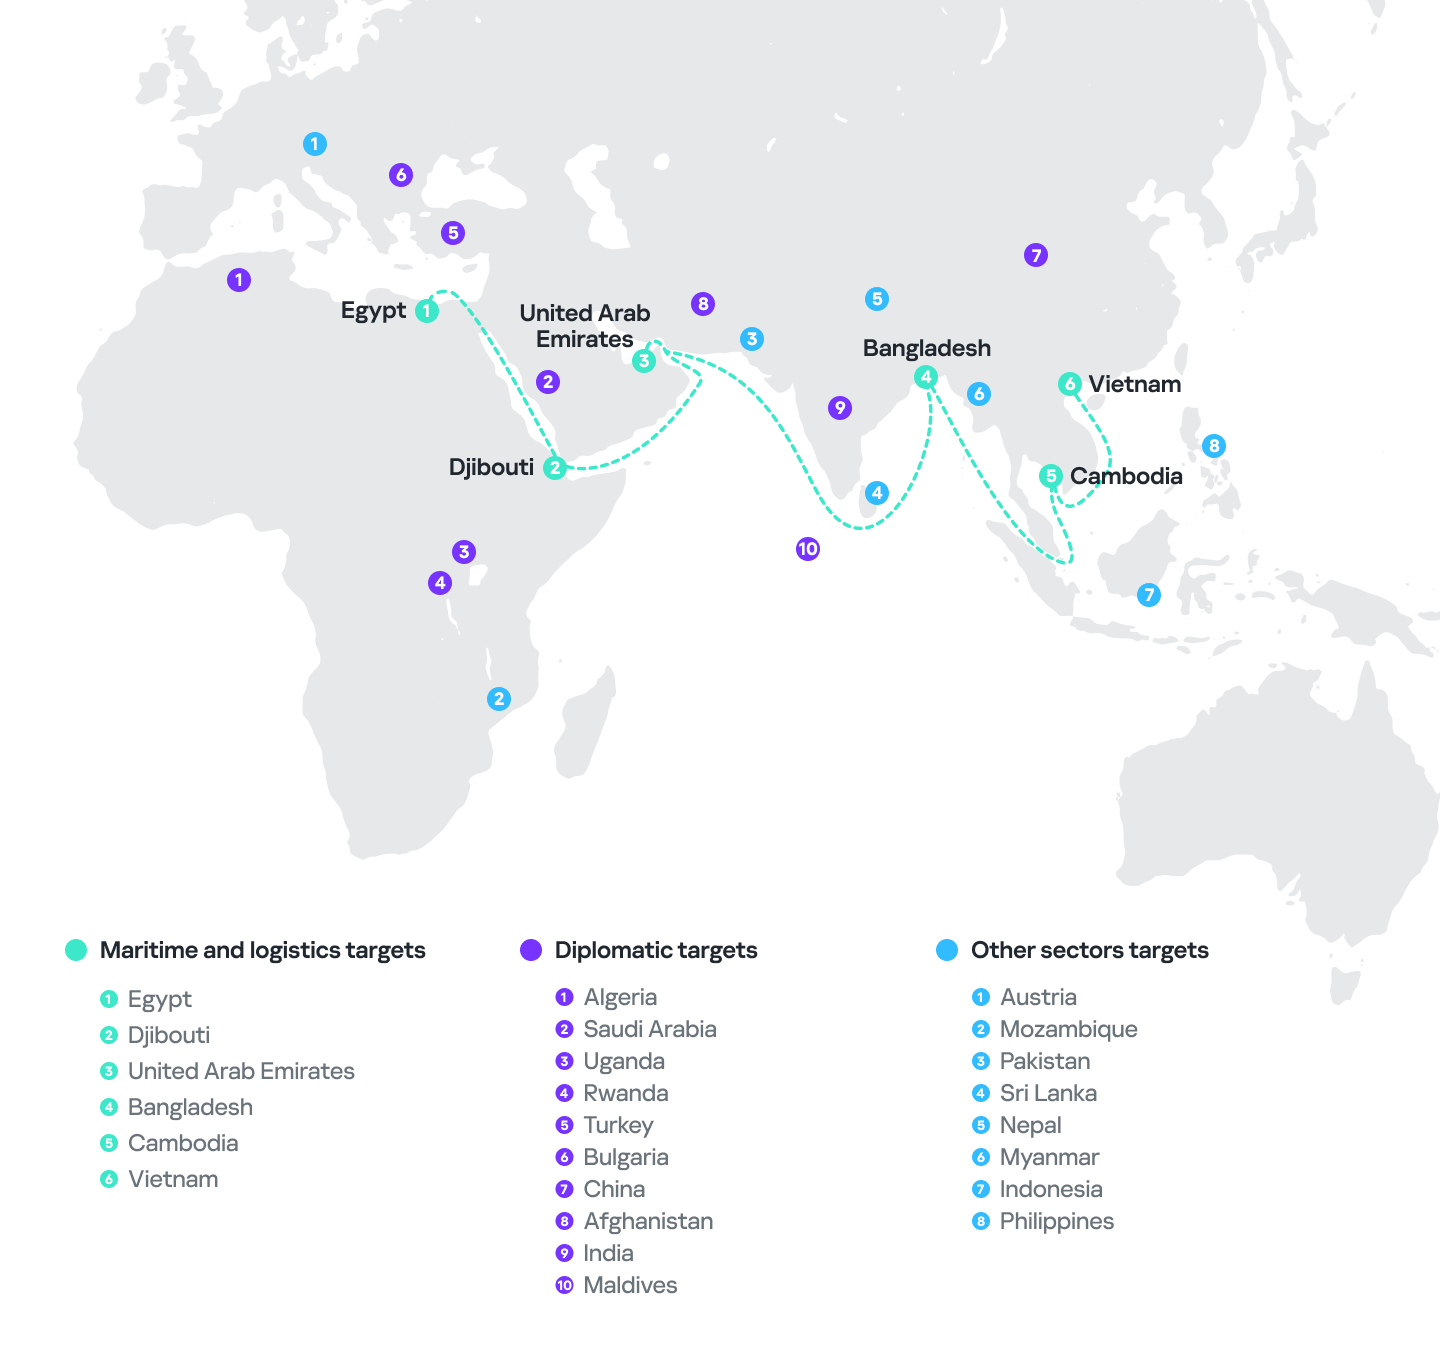 1
6
5
7
1
8
5
Egypt 1
United Arab
Emirates
3
3
Bangladesh
2
4
6
6 Vietnam
9
8
Djibouti 2
5 Cambodia
4
3
10
4
7
2
Maritime and logistics targets
1 Egypt
2 Djibouti
3 United Arab Emirates
4 Bangladesh
5 Cambodia
6 Vietnam
Diplomatic targets
1 Algeria
2 Saudi Arabia
3 Uganda
4 Rwanda
5 Turkey
6 Bulgaria
7 China
8 Afghanistan
9 India
10 Maldives
Other sectors targets
1 Austria
2 Mozambique
3 Pakistan
4 Sri Lanka
5 Nepal
6 Myanmar
7 Indonesia
8 Philippines